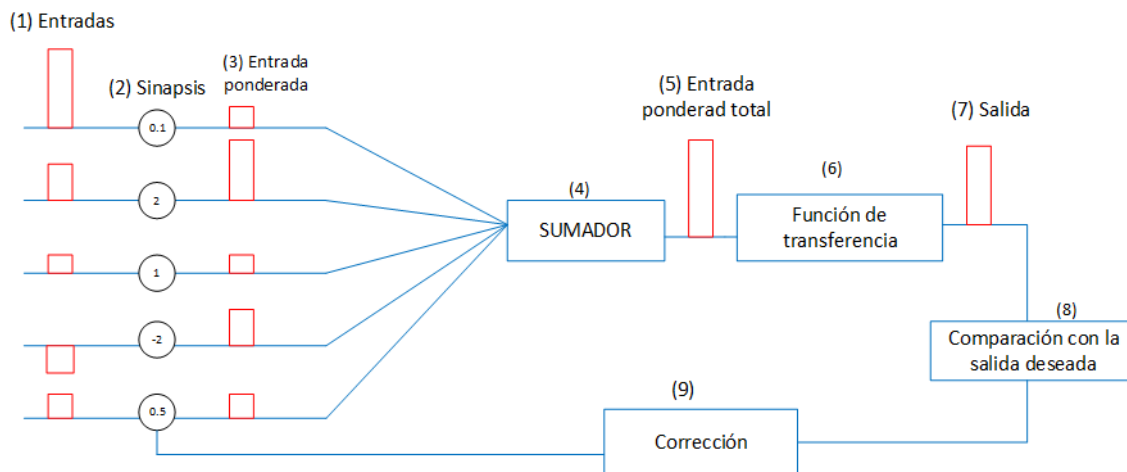 (1) Entradas
(2) Sinapsis
(3) Entrada
ponderada
0.1
2
1
-2
0.5
(4)
SUMADOR
(5) Entrada
ponderad total
(6)
Función de
transferencia
(7) Salida
(8)
Comparación con la
salida deseada
(9)
Corrección